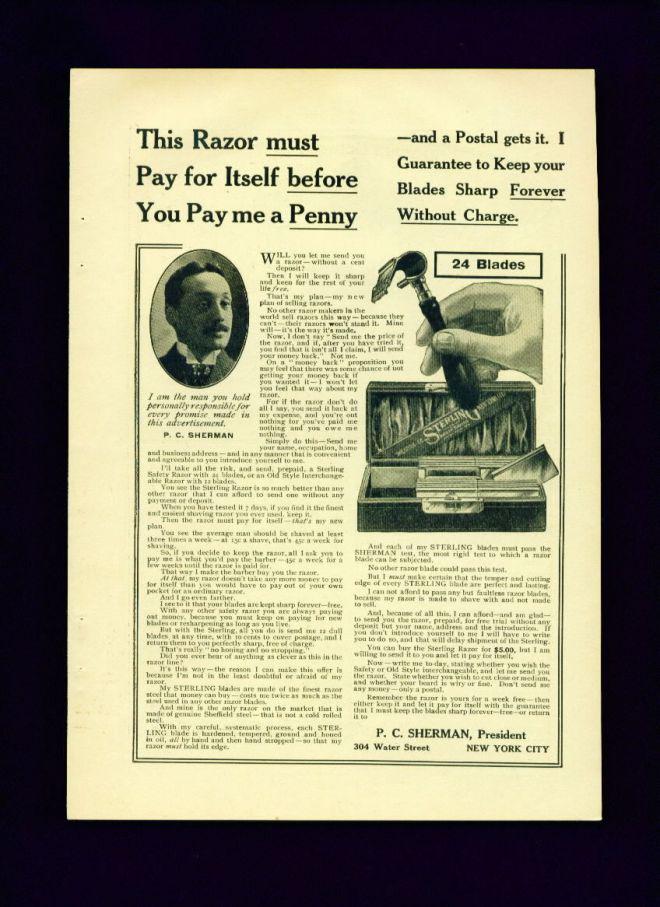 This Razor must
Pay for Itself before
You Pay me a Penny
—and a Postal gets it. I
Guarantee to Keep your
Blades Sharp Forever
Without Charge.
I am the man you hold
personally responsible for
every promise made in
this advertisement.
P. C. SHERMAN
WILL you let me send you
a razor—without a cent
deposit?
Then I will keep it sharp
and keen for the rest of your
life free.
That's my plan—my new
plan of selling razors.
No other razor makers in the
world sell razors this way—because they
can't—their razors won't stand it. Mine
will—it's the way it's made.
Now, I don't say "Send me the price of
the razor, and if, after you have tried it,
you find that it isn't all I claim, I will send
your money back." Not me.
On a "money back" proposition you
may feel that there was some chance of not
getting your money back if
you wanted it—I won't let
you feel that way about my
razor.
For if the razor don't do
all I say, you send it back at
my expense, and you're out
nothing for you've paid me
nothing and you owe me
nothing.
Simply do this—Send me
your name, occupation, home
and business address—and in any manner that is convenient
and agreeable to you introduce yourself to me.
I'll take all the risk, and send, prepaid, a Sterling
Safety Razor with 24 blades, or an Old Style Interchange-
able Razor with 12 blades.
You see the Sterling Razor is so much better than any
other razor that I can afford to send one without any
payment or deposit.
When you have tested it 7 days, if you find it the finest
and easiest shaving razor you ever used, keep it.
Then the razor must pay for itself—that's my new
plan.
You see the average man should be shaved at least
three times a week—at 15c a shave, that's 45c a week for
shaving.
So, if you decide to keep the razor, all I ask you to
pay me is what you'd pay the barber—45c a week for a
few weeks until the razor is paid for.
That way I make the barber buy you the razor.
At that, my razor doesn't take any more money to pay
for itself than you would have to pay out of your own
pocket for an ordinary razor.
And I go even farther.
I see to it that your blades are kept sharp forever—free.
With any other safety razor you are always paying
out money, because you must keep on paying for new
blades or resharpening as long as you live.
But with the Sterling, all you do is send me 12 dull
blades, at any time, with 10 cents to cover postage, and I
return them to you perfectly sharp, free of charge.
That's really "no honing and no stropping."
Did you ever hear of anything as clever as this in the
razor line?
It's this way—the reason I can make this offer is
because I'm not in the least doubtful or afraid of my
razor.
My STERLING blades are made of the finest razor
steel that money can buy—costs me twice as much as the
steel used in any other razor blades.
And mine is the only razor on the market that is
made of genuine Sheffield steel—that is not a cold rolled
steel.
With my careful, systematic process, each STER-
LING blade is hardened, tempered, ground and honed
in oil, all by hand and then hand stropped—so that my
razor must hold its edge.
24 Blades
STERLING
And each of my STERLING blades must pass the
SHERMAN test, the most rigid test to which a razor
blade can be subjected.
No other razor blade could pass this test.
But I must make certain that the temper and cutting
edge of every STERLING blade are perfect and lasting.
I can not afford to pass any but faultless razor blades,
because my razor is made to shave with and not made
to sell.
And, because of all this, I can afford—and am glad—
to send you the razor, prepaid, for free trial without any
deposit but your name, address and the introduction. If
you don't introduce yourself to me I will have to write
you to do so, and that will delay shipment of the Sterling.
You can buy the Sterling Razor for $5.00, but I am
willing to send it to you and let it pay for itself.
Now—write me to-day, stating whether you wish the
Safety or Old Style interchangeable, and let me send you
the razor. State whether you wish to cut close or medium,
and whether your beard is wiry or fine. Don't send me
any money—only a postal.
Remember the razor is yours for a week free—then
either keep it and let it pay for itself with the guarantee
that I must keep the blades sharp forever—free—or return
it to
P. C. SHERMAN, President
304 Water Street NEW YORK CITY